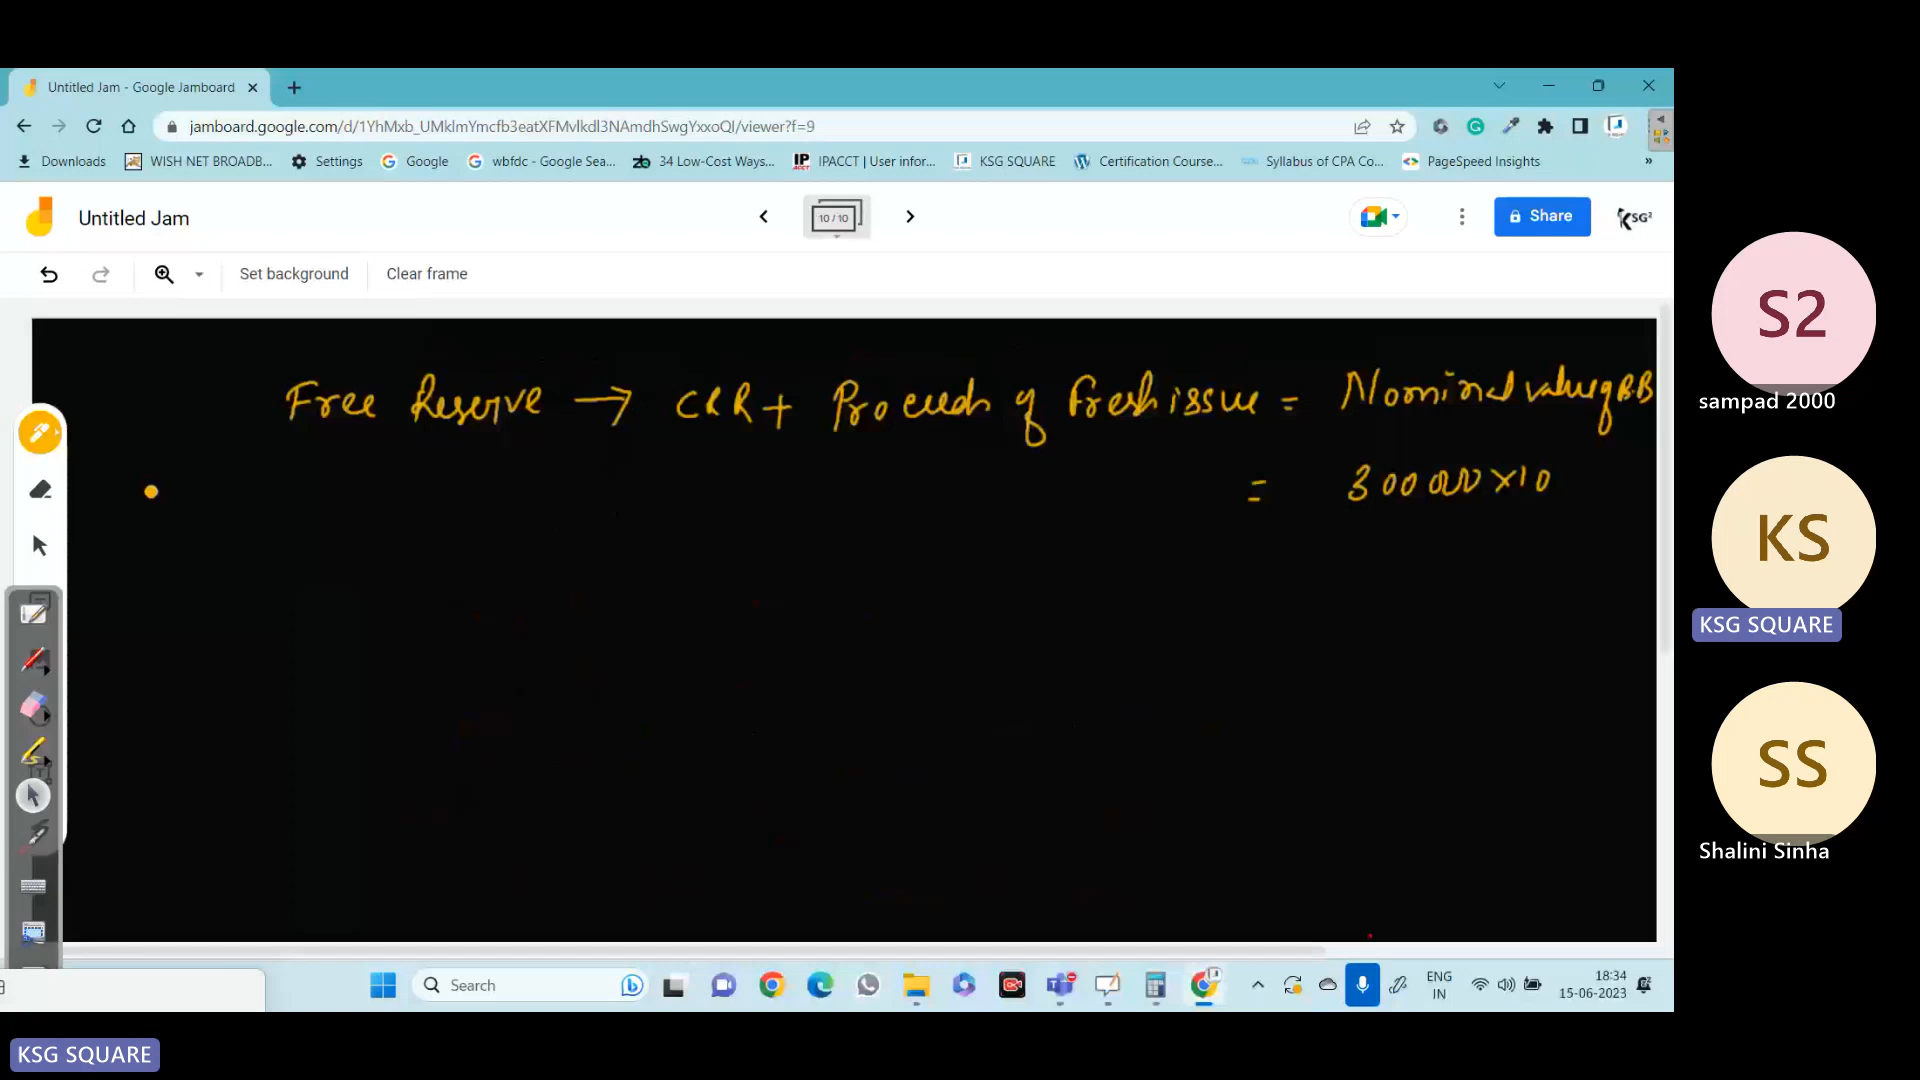 Untitled Jam - Google Jamboard
jamboard.google.com/d/1YhMxb_UMklmYmcfb3eatXFMvlkdl3NAmdhSwgYxxoQI/viewer?f=9
Downloads WISH NET BROADB... Settings Google wbfdc - Google Sea... 34 Low-Cost Ways... IPACCT | User infor... KSG SQUARE Certification Course... Syllabus of CPA Co... PageSpeed Insights »
Untitled Jam 10 / 10 Share KSG²
Set background Clear frame
S2
sampad 2000
Free Reserve → CRR + Proceeds of fresh issue = Nominal value of B.B
= 300000×10
KS
KSG SQUARE
SS
Shalini Sinha
Search ENG IN 18:34 15-06-2023
KSG SQUARE